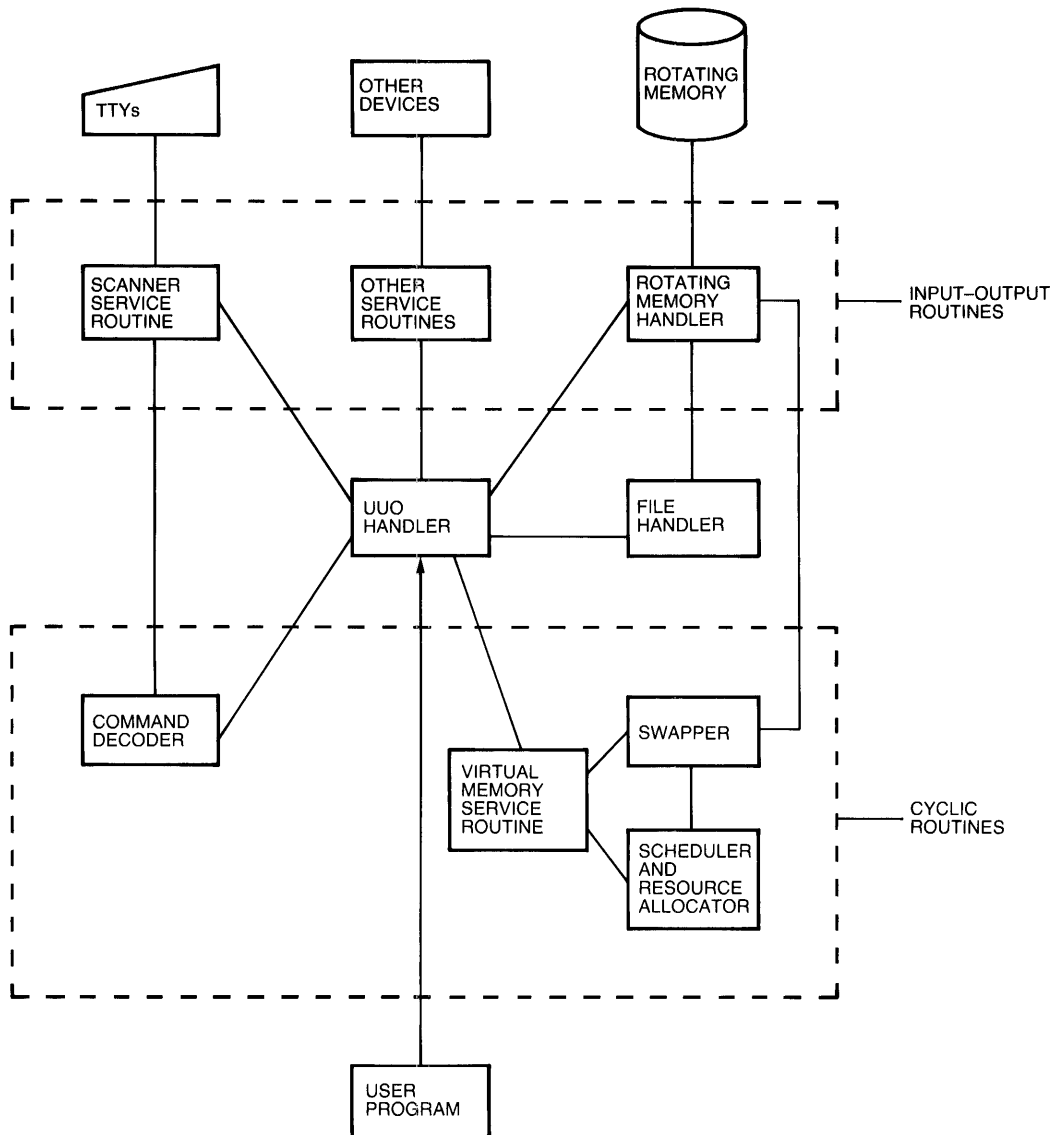 TTYs
OTHER
DEVICES
ROTATING
MEMORY
SCANNER
SERVICE
ROUTINE
OTHER
SERVICE
ROUTINES
ROTATING
MEMORY
HANDLER
INPUT–OUTPUT
ROUTINES
UUO
HANDLER
FILE
HANDLER
COMMAND
DECODER
VIRTUAL
MEMORY
SERVICE
ROUTINE
SWAPPER
SCHEDULER
AND
RESOURCE
ALLOCATOR
CYCLIC
ROUTINES
USER
PROGRAM